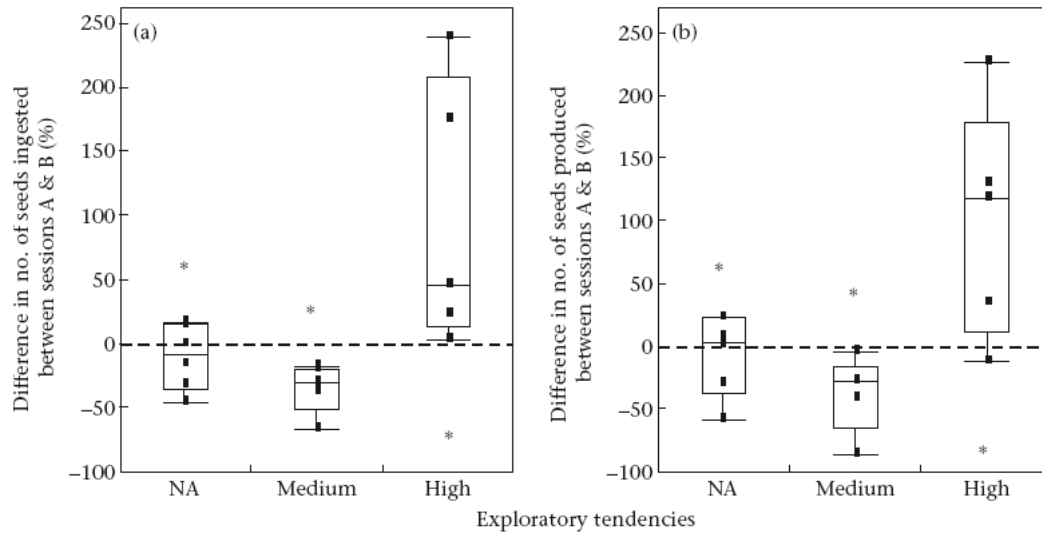 (a)
Difference in no. of seeds ingested
between sessions A & B (%)
250
200
150
100
50
0
−50
−100
*
*
*
NA
Medium
High
(b)
Difference in no. of seeds produced
between sessions A & B (%)
250
200
150
100
50
0
−50
−100
*
*
*
NA
Medium
High
Exploratory tendencies